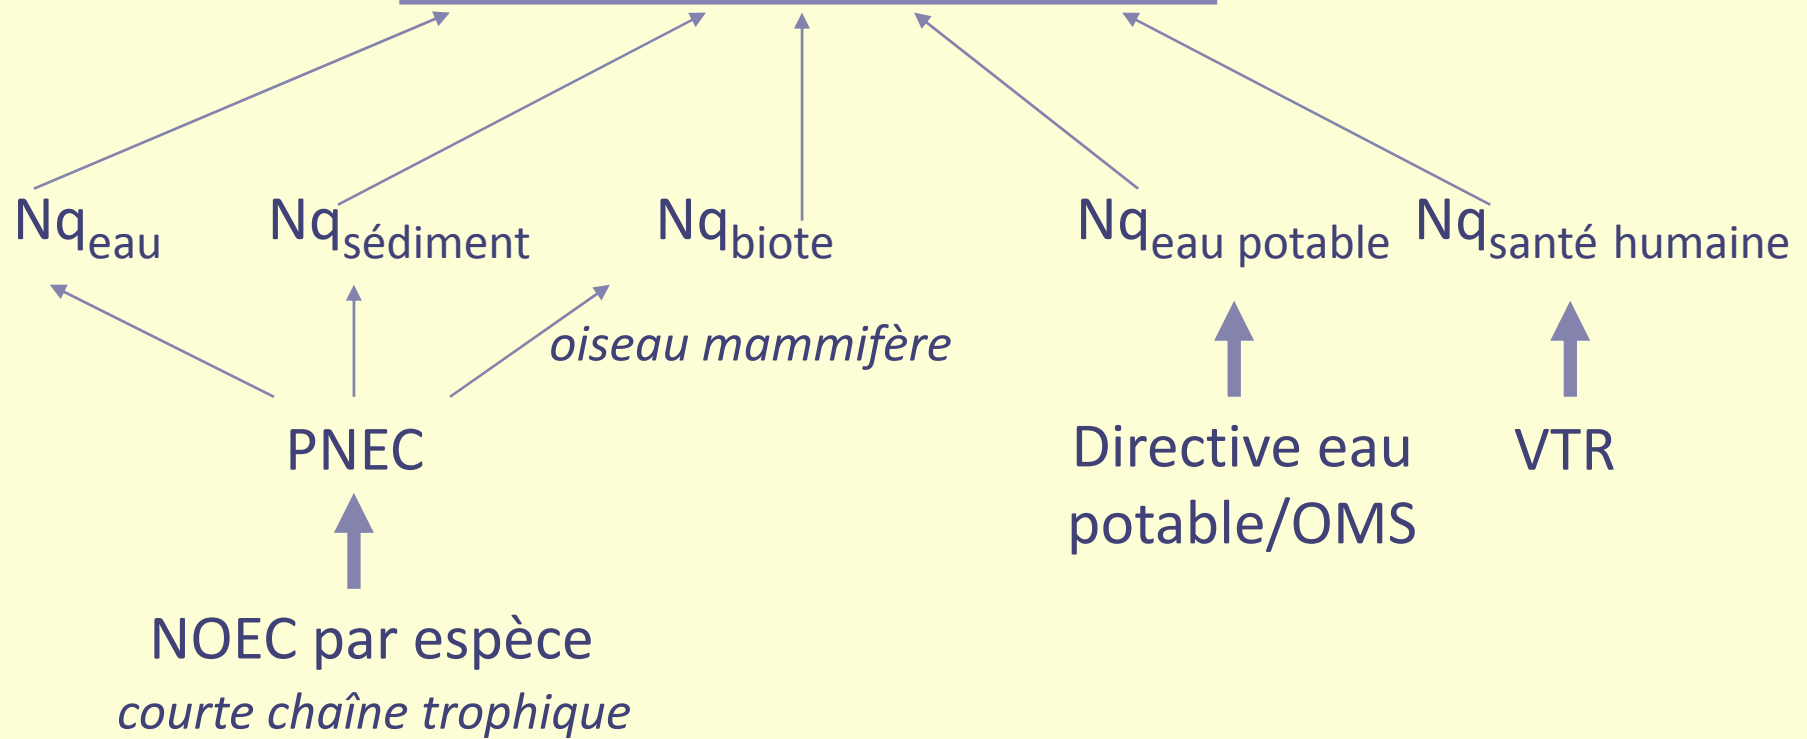 Nqeau Nqsédiment Nqbiote Nqeau potable Nqsanté humaine
oiseau mammifère
PNEC
Directive eau
potable/OMS
VTR
NOEC par espèce
courte chaîne trophique